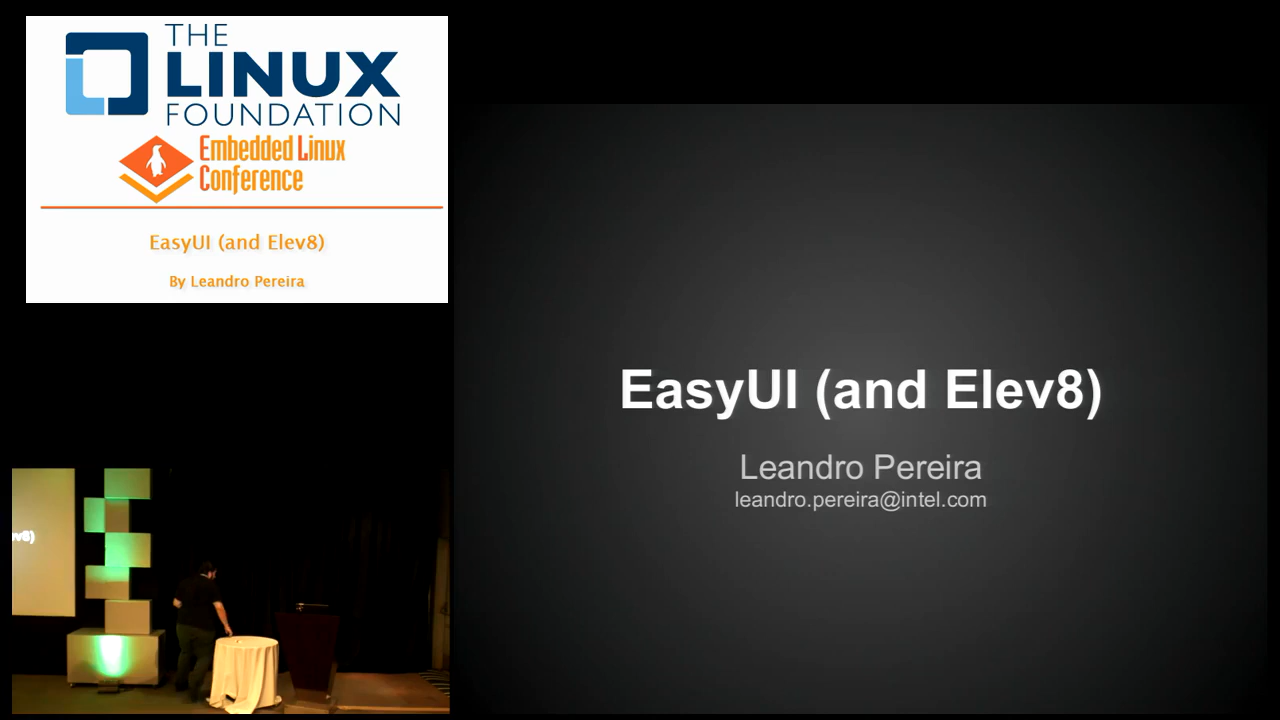 THE
LINUX
FOUNDATION
Embedded Linux
Conference
EasyUI (and Elev8)
By Leandro Pereira
EasyUI (and Elev8)
Leandro Pereira
leandro.pereira@intel.com
ev8)